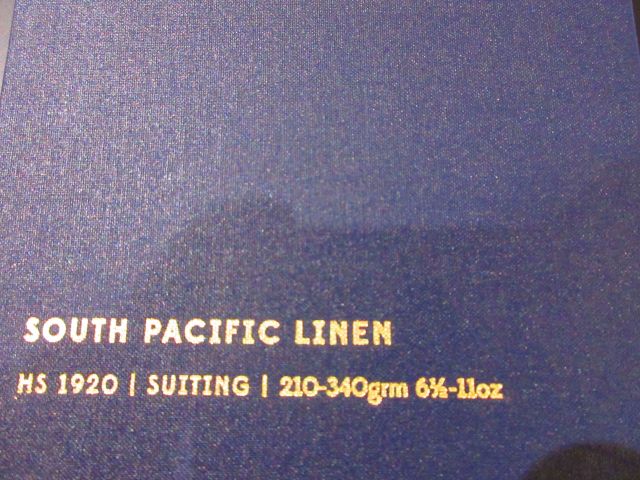 SOUTH PACIFIC LINEN
HS 1920 | SUITING | 210-340grm 6½-11oz